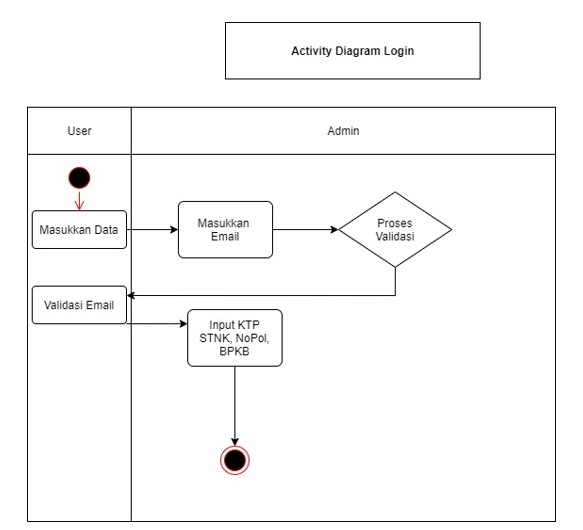 Activity Diagram Login
User
Admin
Masukkan Data
Masukkan
Email
Proses
Validasi
Validasi Email
Input KTP
STNK, NoPol,
BPKB